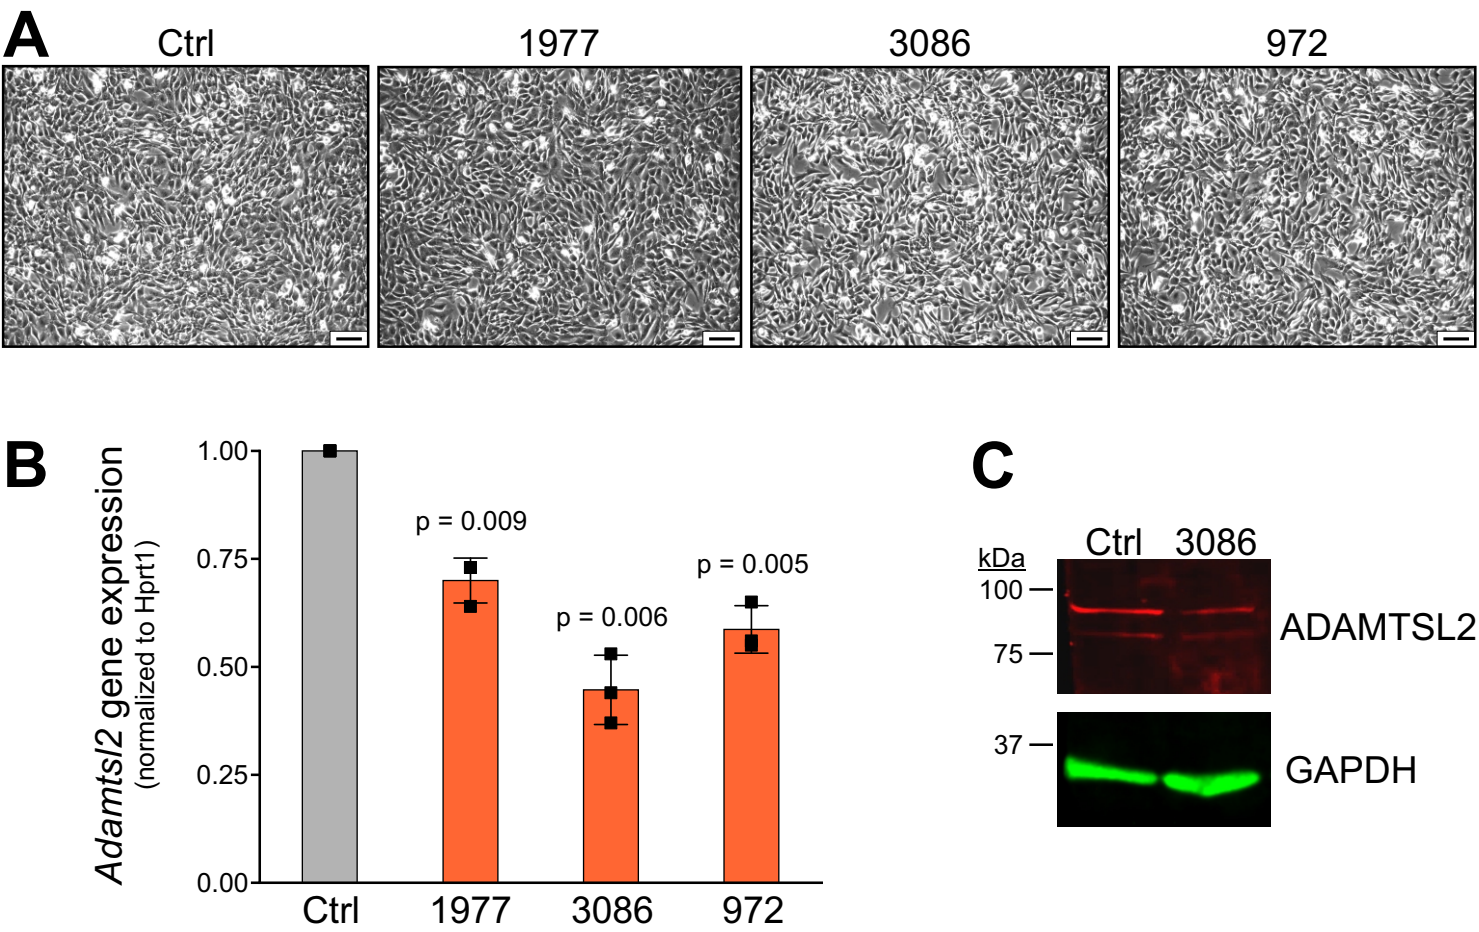 A
Ctrl 1977 3086 972
B
Adamtsl2 gene expression
(normalized to Hprt1)
1.00
0.75
0.50
0.25
0.00
p = 0.009
p = 0.006
p = 0.005
Ctrl 1977 3086 972
C
kDa Ctrl 3086
100
75
ADAMTSL2
37
GAPDH